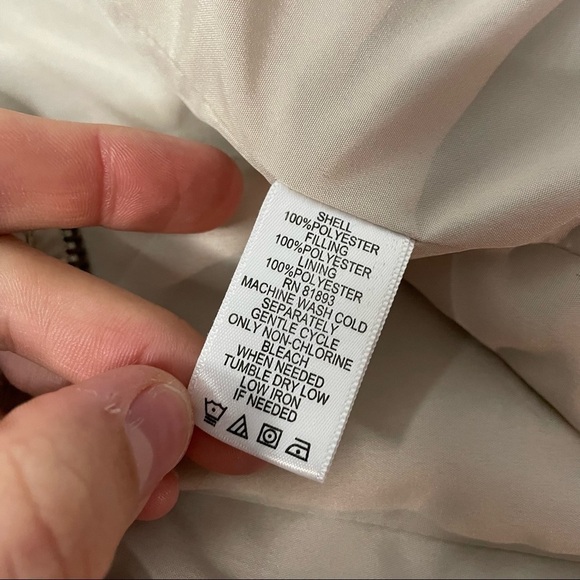 SHELL
100%POLYESTER
FILLING
100%POLYESTER
LINING
100%POLYESTER
RN 81893
MACHINE WASH COLD
SEPARATELY
GENTLE CYCLE
ONLY NON-CHLORINE
BLEACH
WHEN NEEDED
TUMBLE DRY LOW
LOW IRON
IF NEEDED